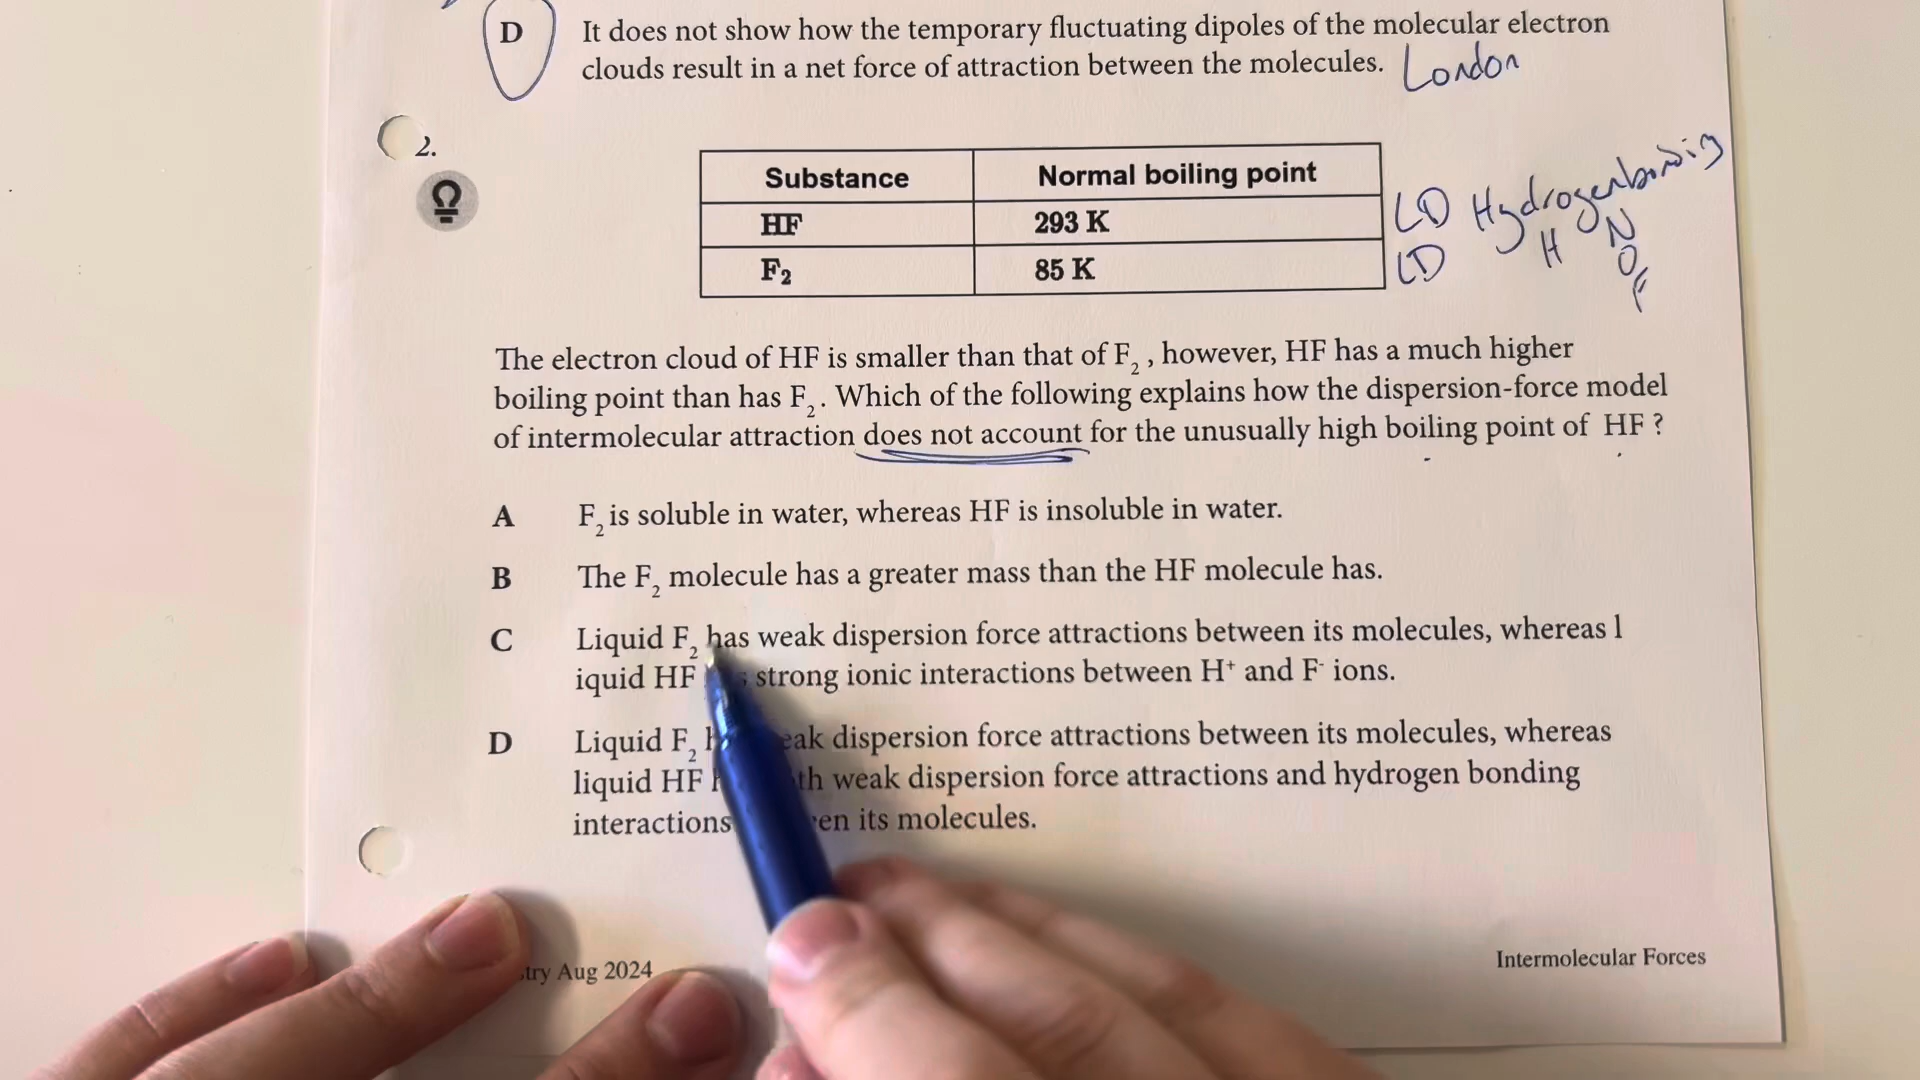 D It does not show how the temporary fluctuating dipoles of the molecular electron
clouds result in a net force of attraction between the molecules. London
2.
Substance Normal boiling point
HF 293 K LD Hydrogenbonding
F₂ 85 K LD H N
O
F
The electron cloud of HF is smaller than that of F₂ , however, HF has a much higher
boiling point than has F₂. Which of the following explains how the dispersion-force model
of intermolecular attraction does not account for the unusually high boiling point of HF ?
A F₂ is soluble in water, whereas HF is insoluble in water.
B The F₂ molecule has a greater mass than the HF molecule has.
C Liquid F₂ has weak dispersion force attractions between its molecules, whereas l
iquid HF strong ionic interactions between H⁺ and F⁻ ions.
D Liquid F₂ dispersion force attractions between its molecules, whereas
liquid HF weak dispersion force attractions and hydrogen bonding
interactions its molecules.
Aug 2024
Intermolecular Forces